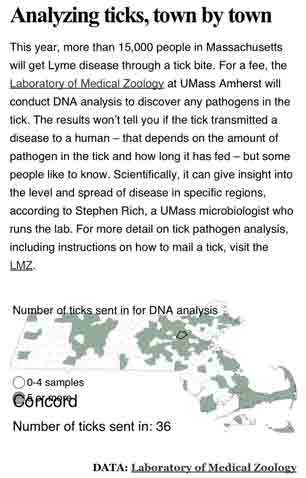 Analyzing ticks, town by town
This year, more than 15,000 people in Massachusetts
will get Lyme disease through a tick bite. For a fee, the
Laboratory of Medical Zoology at UMass Amherst will
conduct DNA analysis to discover any pathogens in the
tick. The results won't tell you if the tick transmitted a
disease to a human – that depends on the amount of
pathogen in the tick and how long it has fed – but some
people like to know. Scientifically, it can give insight into
the level and spread of disease in specific regions,
according to Stephen Rich, a UMass microbiologist who
runs the lab. For more detail on tick pathogen analysis,
including instructions on how to mail a tick, visit the
LMZ.
Number of ticks sent in for DNA analysis
0-4 samples
5 or more
Concord
Number of ticks sent in: 36
DATA: Laboratory of Medical Zoology